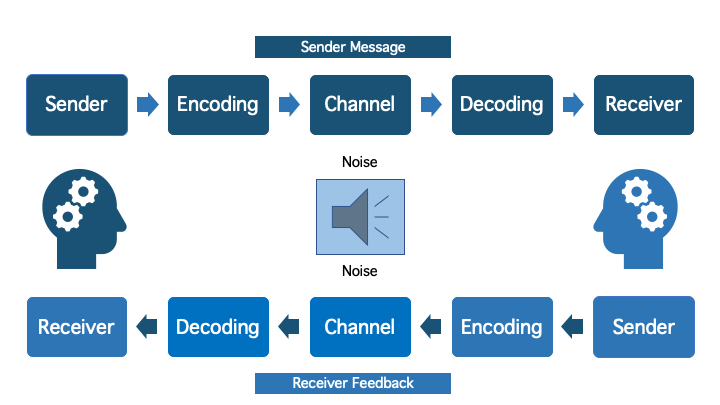 Sender Message
Sender
Encoding
Channel
Decoding
Receiver
Noise
Noise
Receiver
Decoding
Channel
Encoding
Sender
Receiver Feedback